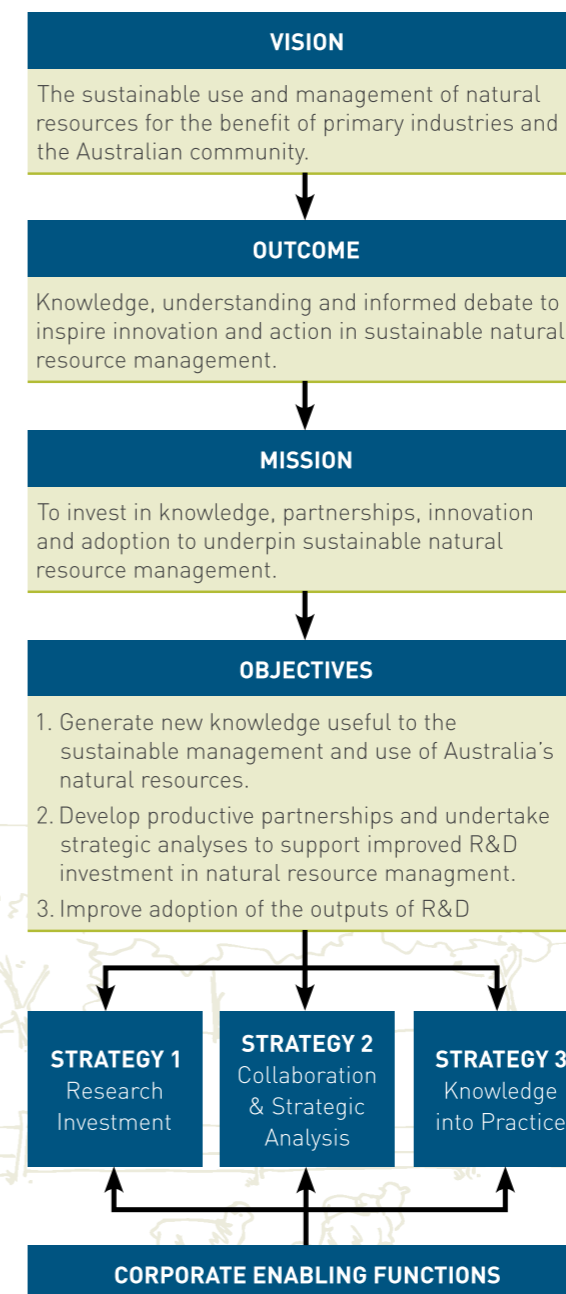 VISION
The sustainable use and management of natural
resources for the benefit of primary industries and
the Australian community.
OUTCOME
Knowledge, understanding and informed debate to
inspire innovation and action in sustainable natural
resource management.
MISSION
To invest in knowledge, partnerships, innovation
and adoption to underpin sustainable natural
resource management.
OBJECTIVES
1. Generate new knowledge useful to the
sustainable management and use of Australia’s
natural resources.
2. Develop productive partnerships and undertake
strategic analyses to support improved R&D
investment in natural resource managment.
3. Improve adoption of the outputs of R&D
STRATEGY 1
Research
Investment
STRATEGY 2
Collaboration
& Strategic
Analysis
STRATEGY 3
Knowledge
into Practice
CORPORATE ENABLING FUNCTIONS